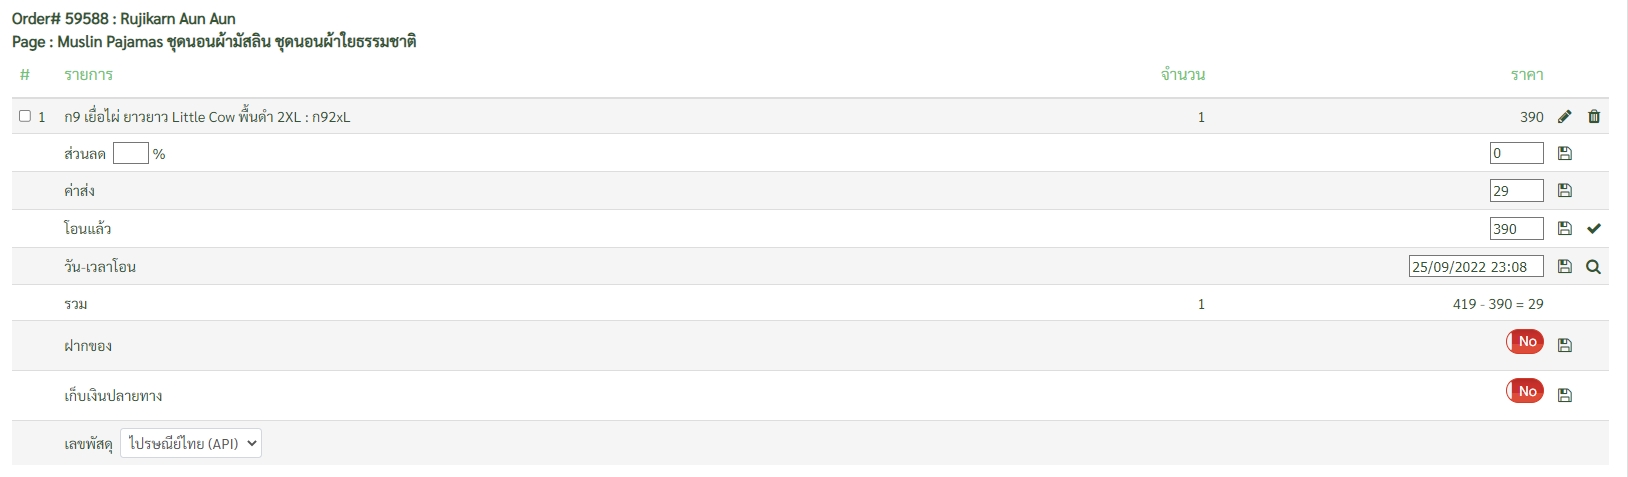 Order# 59588 : Rujikarn Aun Aun
Page : Muslin Pajamas ชุดนอนผ้ามัสลิน ชุดนอนผ้าใยธรรมชาติ
# รายการ จำนวน ราคา
1 ก9 เยื่อไผ่ ยาวยาว Little Cow พื้นดำ 2XL : ก92xL 1 390
ส่วนลด % 0
ค่าส่ง 29
โอนแล้ว 390
วัน-เวลาโอน 25/09/2022 23:08
รวม 1 419 - 390 = 29
ฝากของ No
เก็บเงินปลายทาง No
เลขพัสดุ ไปรษณีย์ไทย (API)